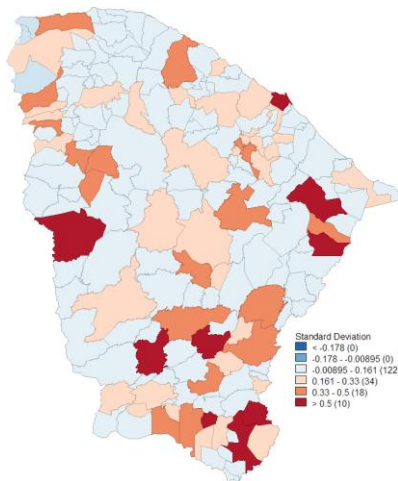 Standard Deviation
< -0.178 (0)
-0.178 - -0.00895 (0)
-0.00895 - 0.161 (122
0.161 - 0.33 (34)
0.33 - 0.5 (18)
> 0.5 (10)